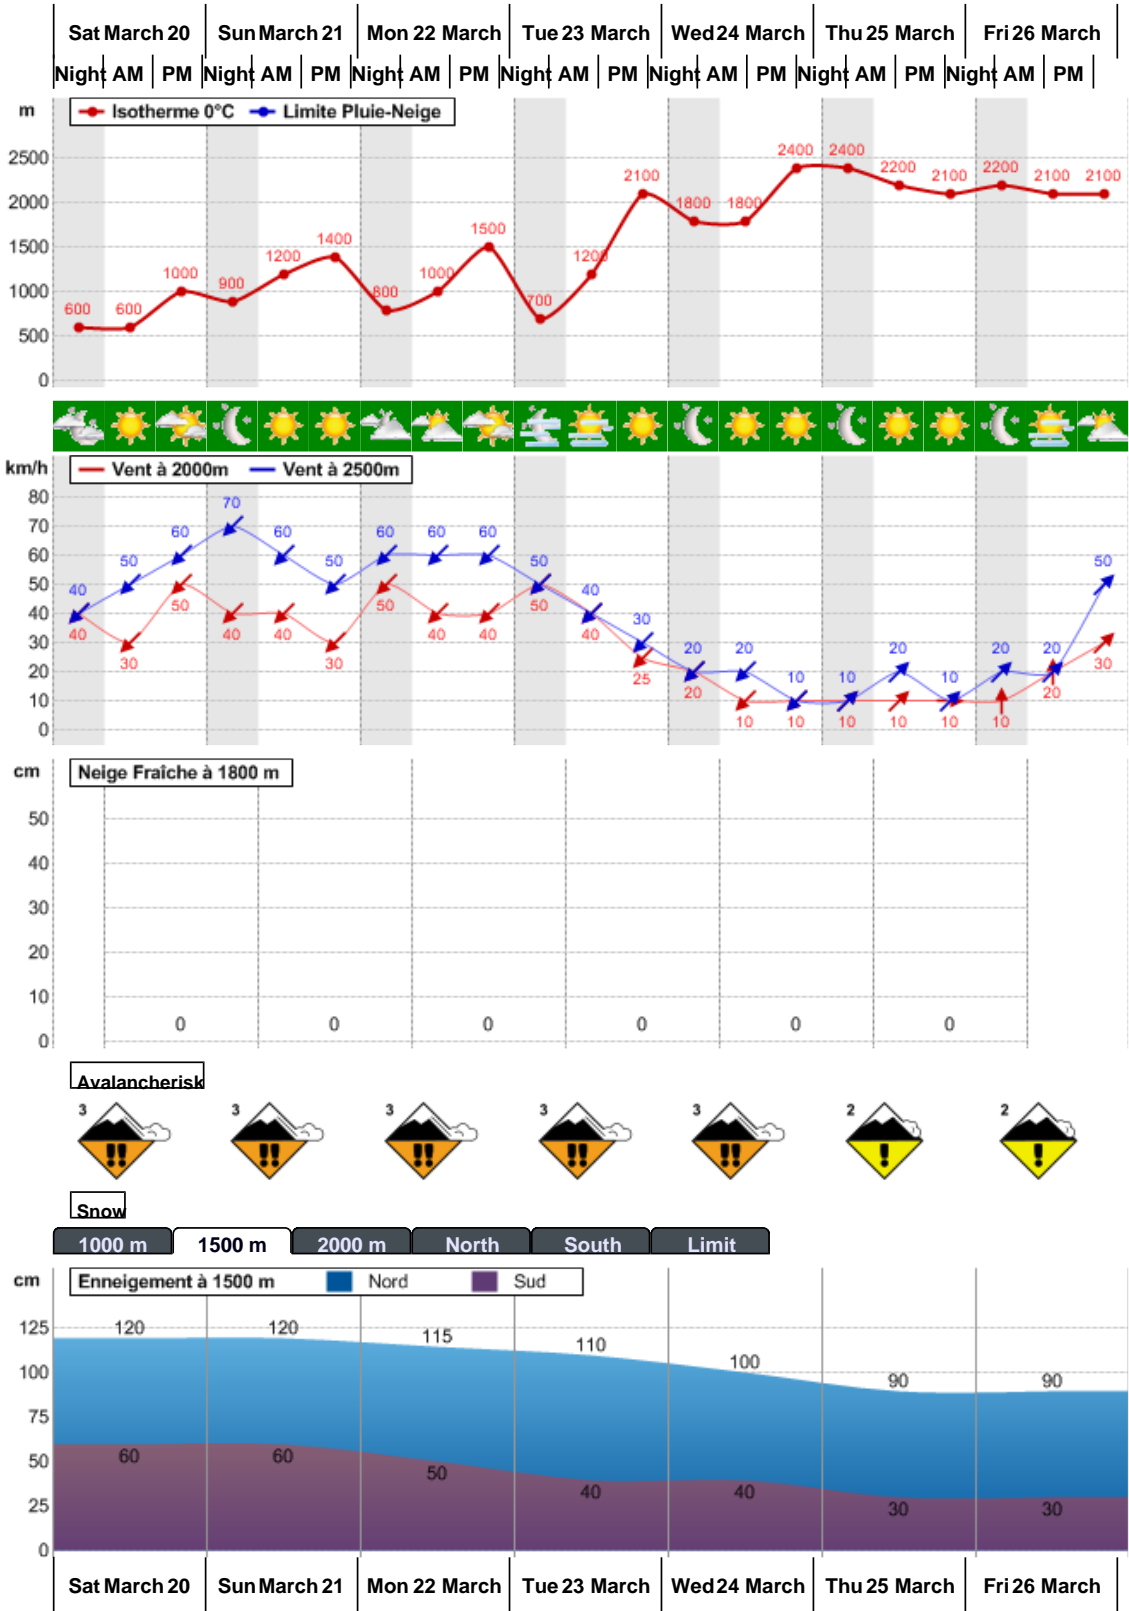 Sat March 20 Sun March 21 Mon 22 March Tue 23 March Wed 24 March Thu 25 March Fri 26 March
Night AM PM Night AM PM Night AM PM Night AM PM Night AM PM Night AM PM Night AM PM
m Isotherme 0°C Limite Pluie-Neige
2500 2400 2400 2200 2100 2200 2100 2100
2000 2100 1800 1800
1500 1000 900 1200 1400 1500 1200
1000 600 600 800 1000 700
500
0
km/h Vent à 2000m Vent à 2500m
80
70 70
60 60 60 60 60 60
50 50 50 50 50
40 40 40 30
30 50 50 50
20 40 40 40 40 40 40 20 20 20 20 20
10 30 30 25 20 10 10 10 20 30
0 10 10 10 10 10 10
cm Neige Fraîche à 1800 m
50
40
30
20
10
0 0 0 0 0 0 0
Avalancherisk
3 3 3 3 3 2 2
!! !! !! !! !! ! !
Snow
1000 m 1500 m 2000 m North South Limit
cm Enneigement à 1500 m Nord Sud
125 120 120 115 110
100 100 90 90
75
50 60 60 50
25 40 40 30 30
0
Sat March 20 Sun March 21 Mon 22 March Tue 23 March Wed 24 March Thu 25 March Fri 26 March